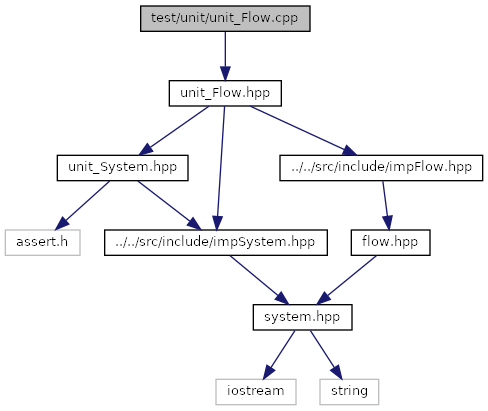 test/unit/unit_Flow.cpp
unit_Flow.hpp
unit_System.hpp
../../src/include/impFlow.hpp
assert.h
../../src/include/impSystem.hpp
flow.hpp
system.hpp
iostream
string